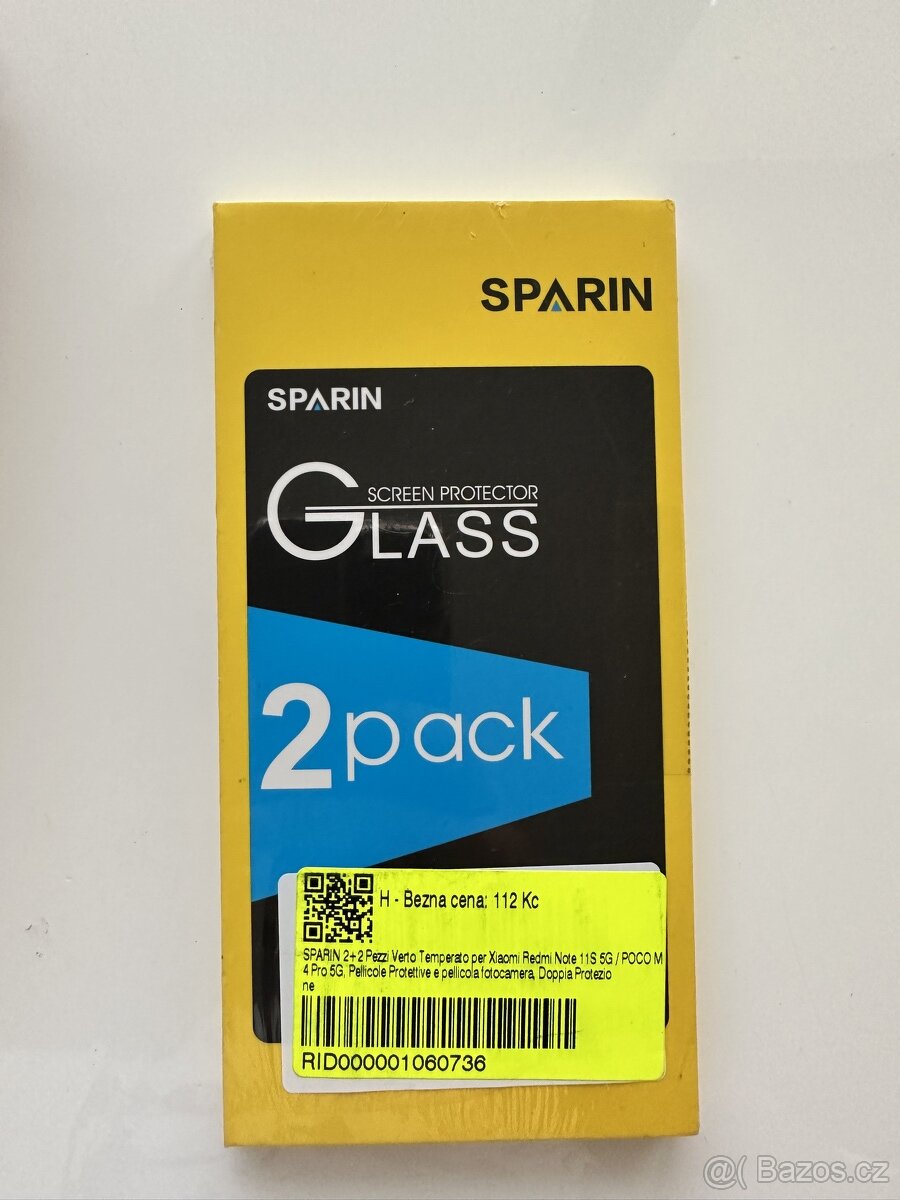 SPARIN
SPARIN
SCREEN PROTECTOR
GLASS
2pack
H - Bezna cena: 112 Kc
SPARIN 2+2 Pezzi Verto Temperato per Xiaomi Redmi Note 11S 5G / POCO M
4 Pro 5G, Pellicole Protettive e pellicola fotocamera, Doppia Protezio
ne
RID000001060736
@( Bazos.cz